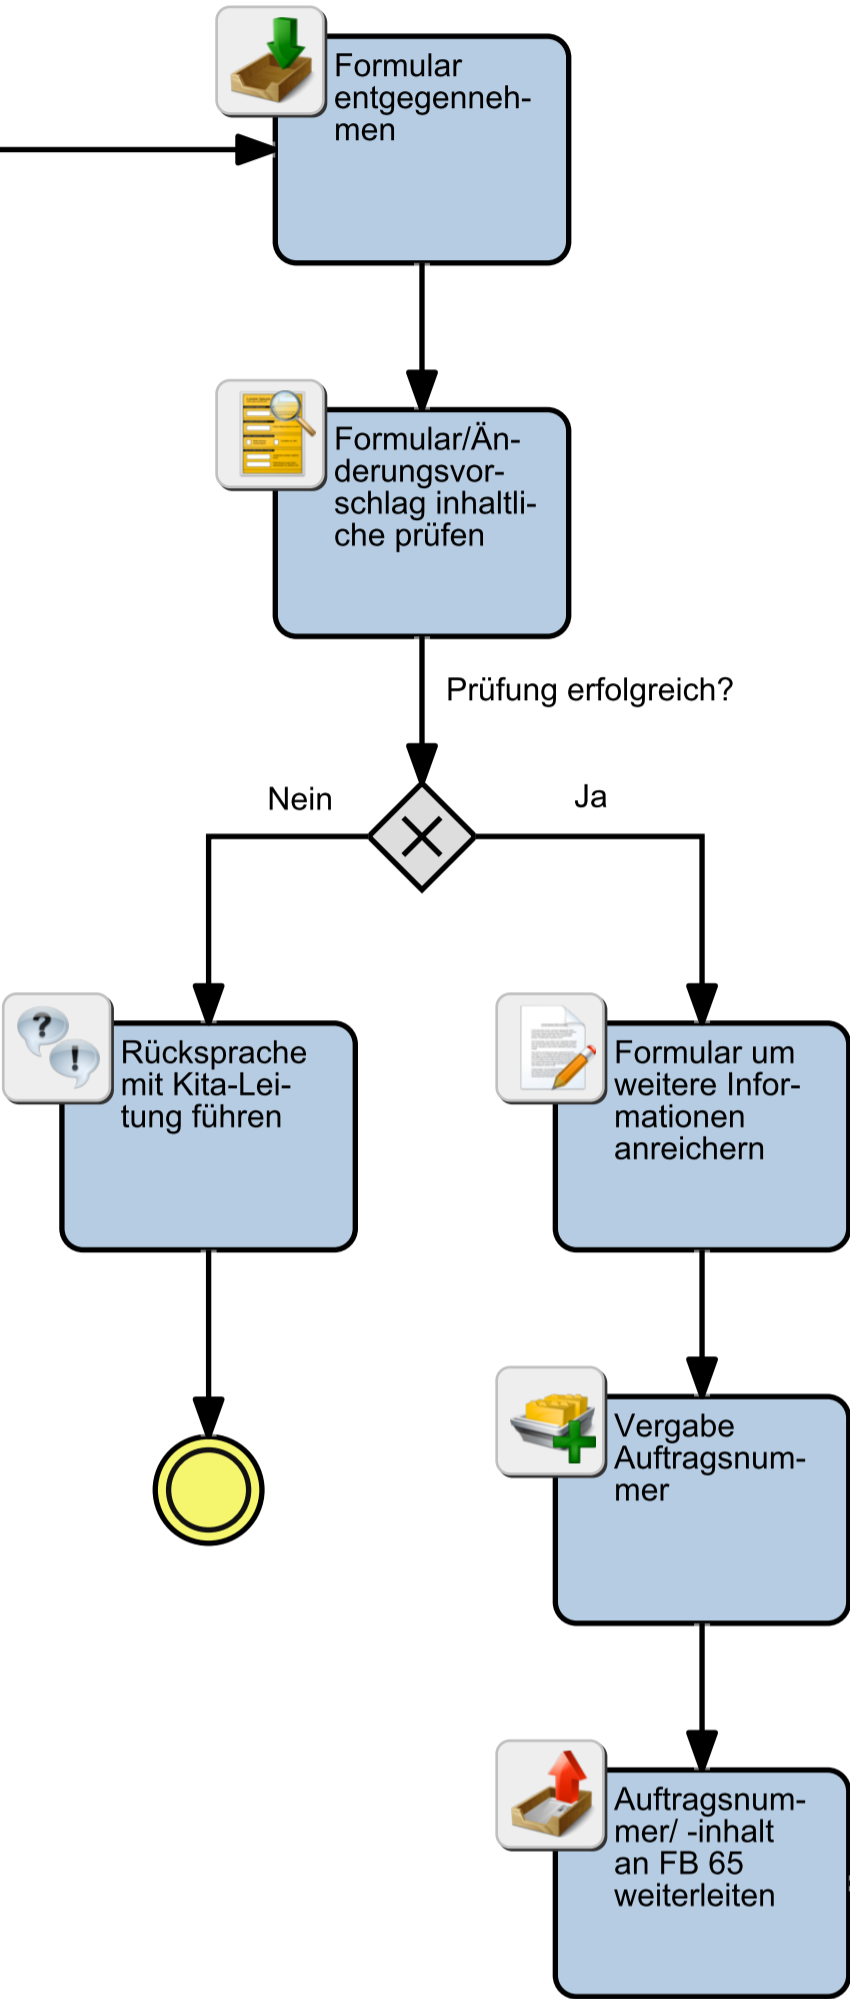 Formular
entgegenneh-
men
Formular/Än-
derungsvor-
schlag inhaltli-
che prüfen
Prüfung erfolgreich?
Nein
Ja
Rücksprache
mit Kita-Lei-
tung führen
Formular um
weitere Infor-
mationen
anreichern
Vergabe
Auftragsnum-
mer
Auftragsnum-
mer/ -inhalt
an FB 65
weiterleiten